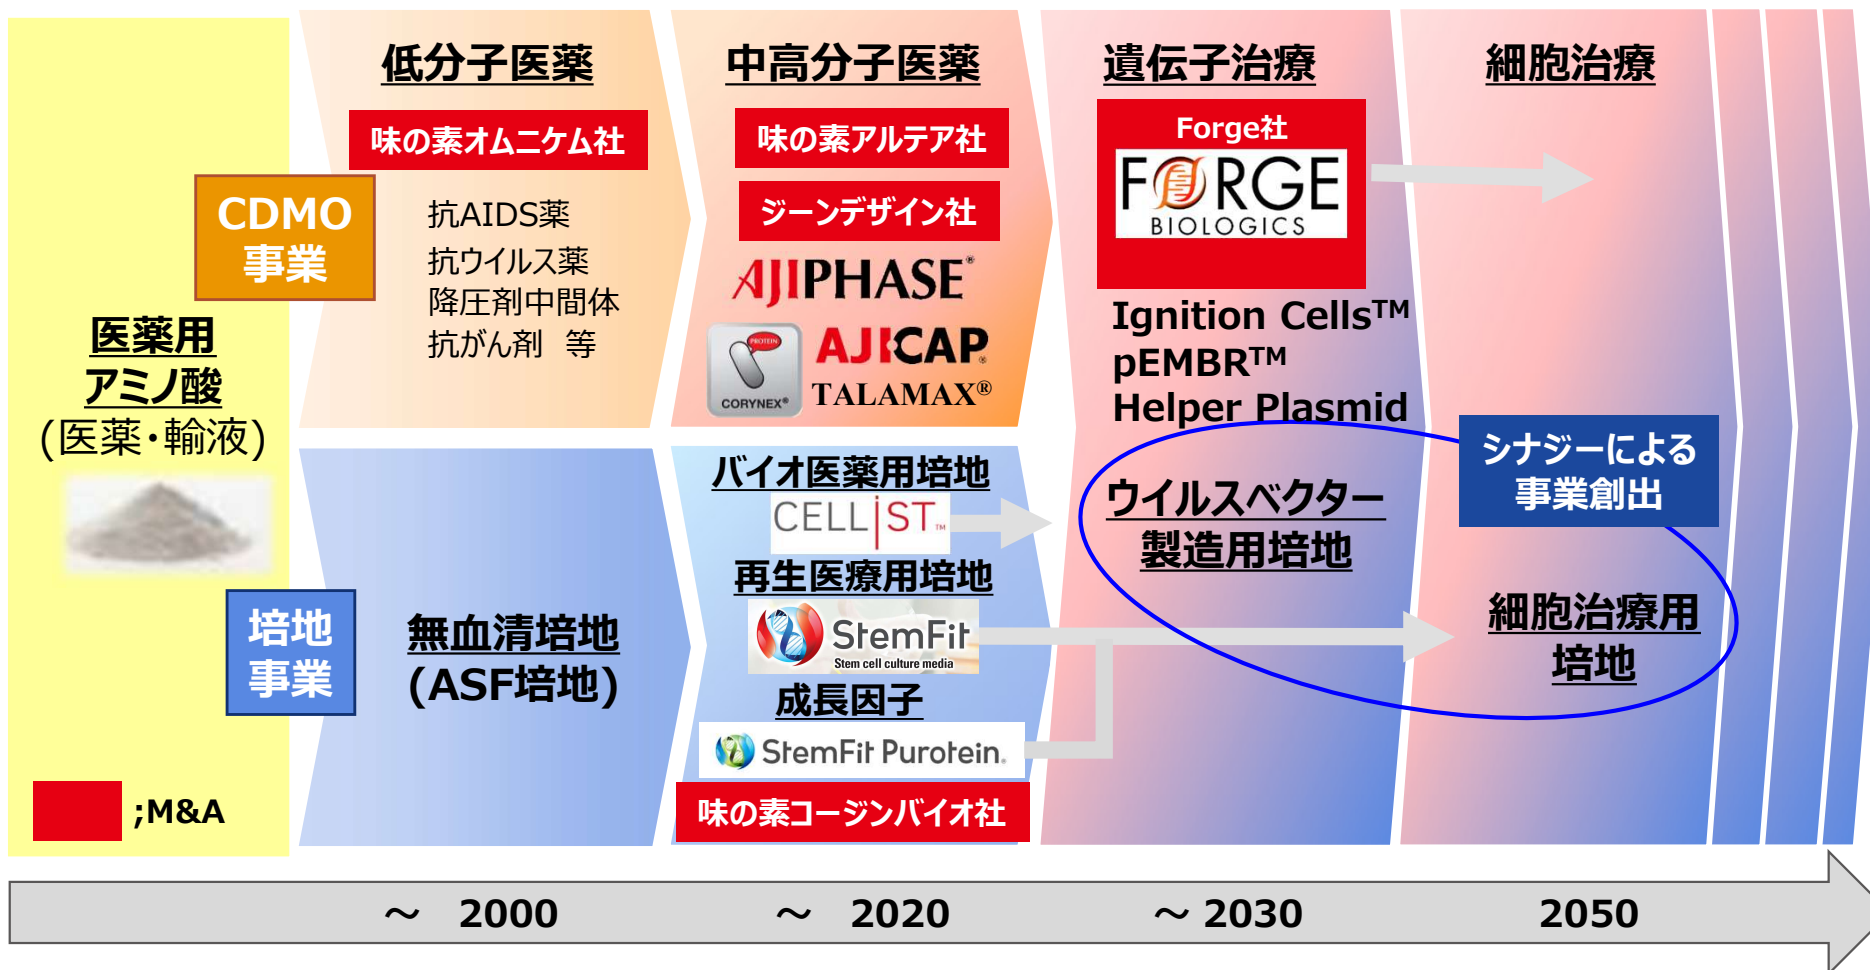 医薬用
アミノ酸
(医薬・輸液)
CDMO
事業
培地
事業
;M&A
低分子医薬
味の素オムニケム社
抗AIDS薬
抗ウイルス薬
降圧剤中間体
抗がん剤 等
無血清培地
(ASF培地)
中高分子医薬
味の素アルテア社
ジーンデザイン社
AJIPHASE®
PROTEIN
CORYNEX®
AJICAP®
TALAMAX®
バイオ医薬用培地
CELLiST™
再生医療用培地
StemFit
Stem cell culture media
成長因子
StemFit Purotein®
味の素コージンバイオ社
遺伝子治療
Forge社
FORGE
BIOLOGICS
Ignition Cells™
pEMBR™
Helper Plasmid
ウイルスベクター
製造用培地
細胞治療
シナジーによる
事業創出
細胞治療用
培地
～ 2000
～ 2020
～ 2030
2050